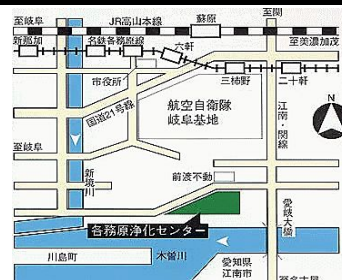 至岐阜
JR高山本線
蘇原
至関
新那加
名鉄各務原線
六軒
至美濃加茂
市役所
三柿野
二十軒
国道21号線
航空自衛隊
岐阜基地
江南・関線
N
至岐阜
新境川
前渡不動
愛岐大橋
各務原浄化センター
川島町
木曽川
愛知県
江南市
至名古屋